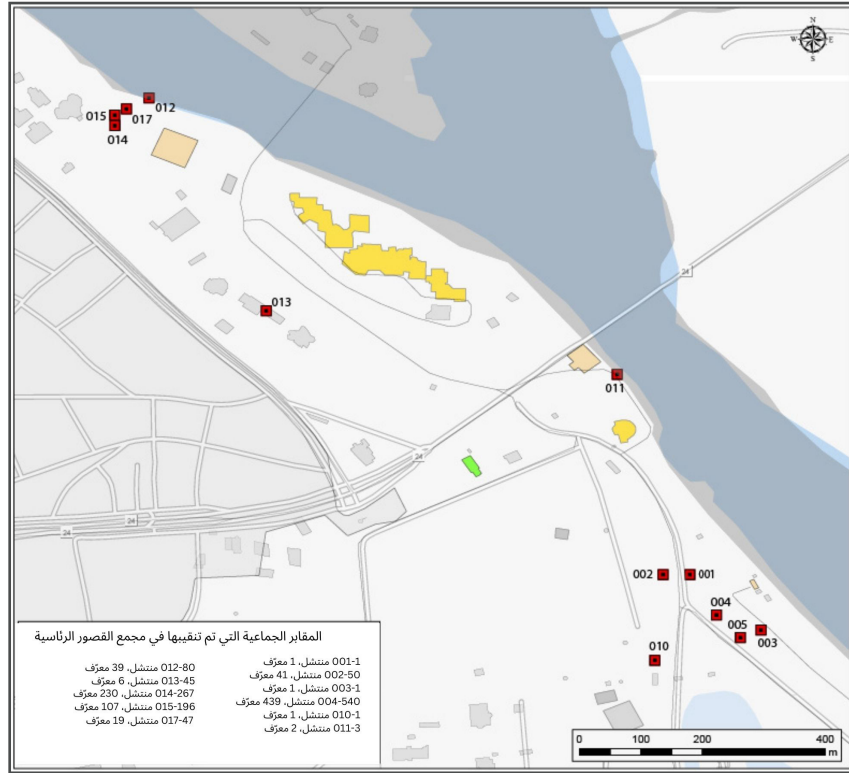 N
W E
S
012
017
015
014
24
013
011
24
24
24
002
001
004
005
003
010
المقابر الجماعية التي تم تنقيبها في مجمع القصور الرئاسية
001-1 منتشل، 1 معرّف
002-50 منتشل، 41 معرّف
003-1 منتشل، 1 معرّف
004-540 منتشل، 439 معرّف
010-1 منتشل، 1 معرّف
011-3 منتشل، 2 معرّف
012-80 منتشل، 39 معرّف
013-45 منتشل، 6 معرّف
014-267 منتشل، 230 معرّف
015-196 منتشل، 107 معرّف
017-47 منتشل، 19 معرّف
0 100 200 400
m